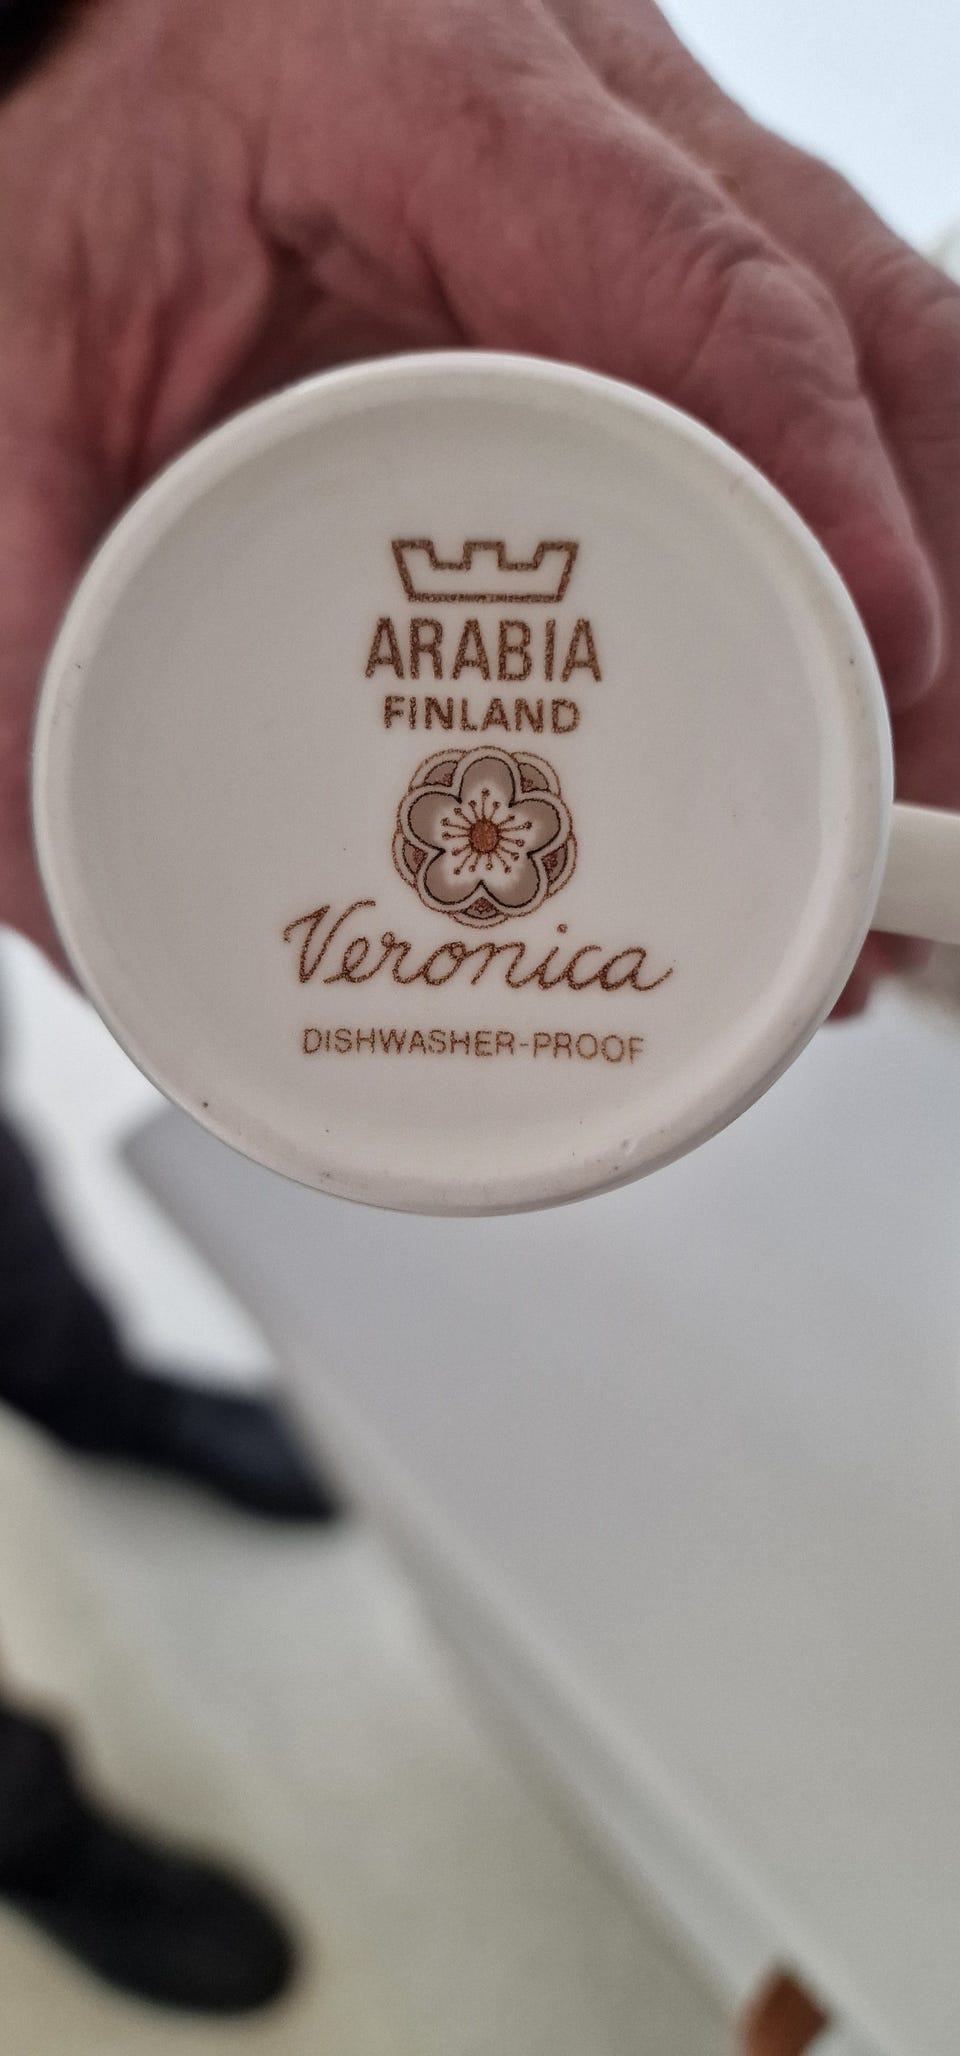 ARABIA
FINLAND
Veronica
DISHWASHER-PROOF